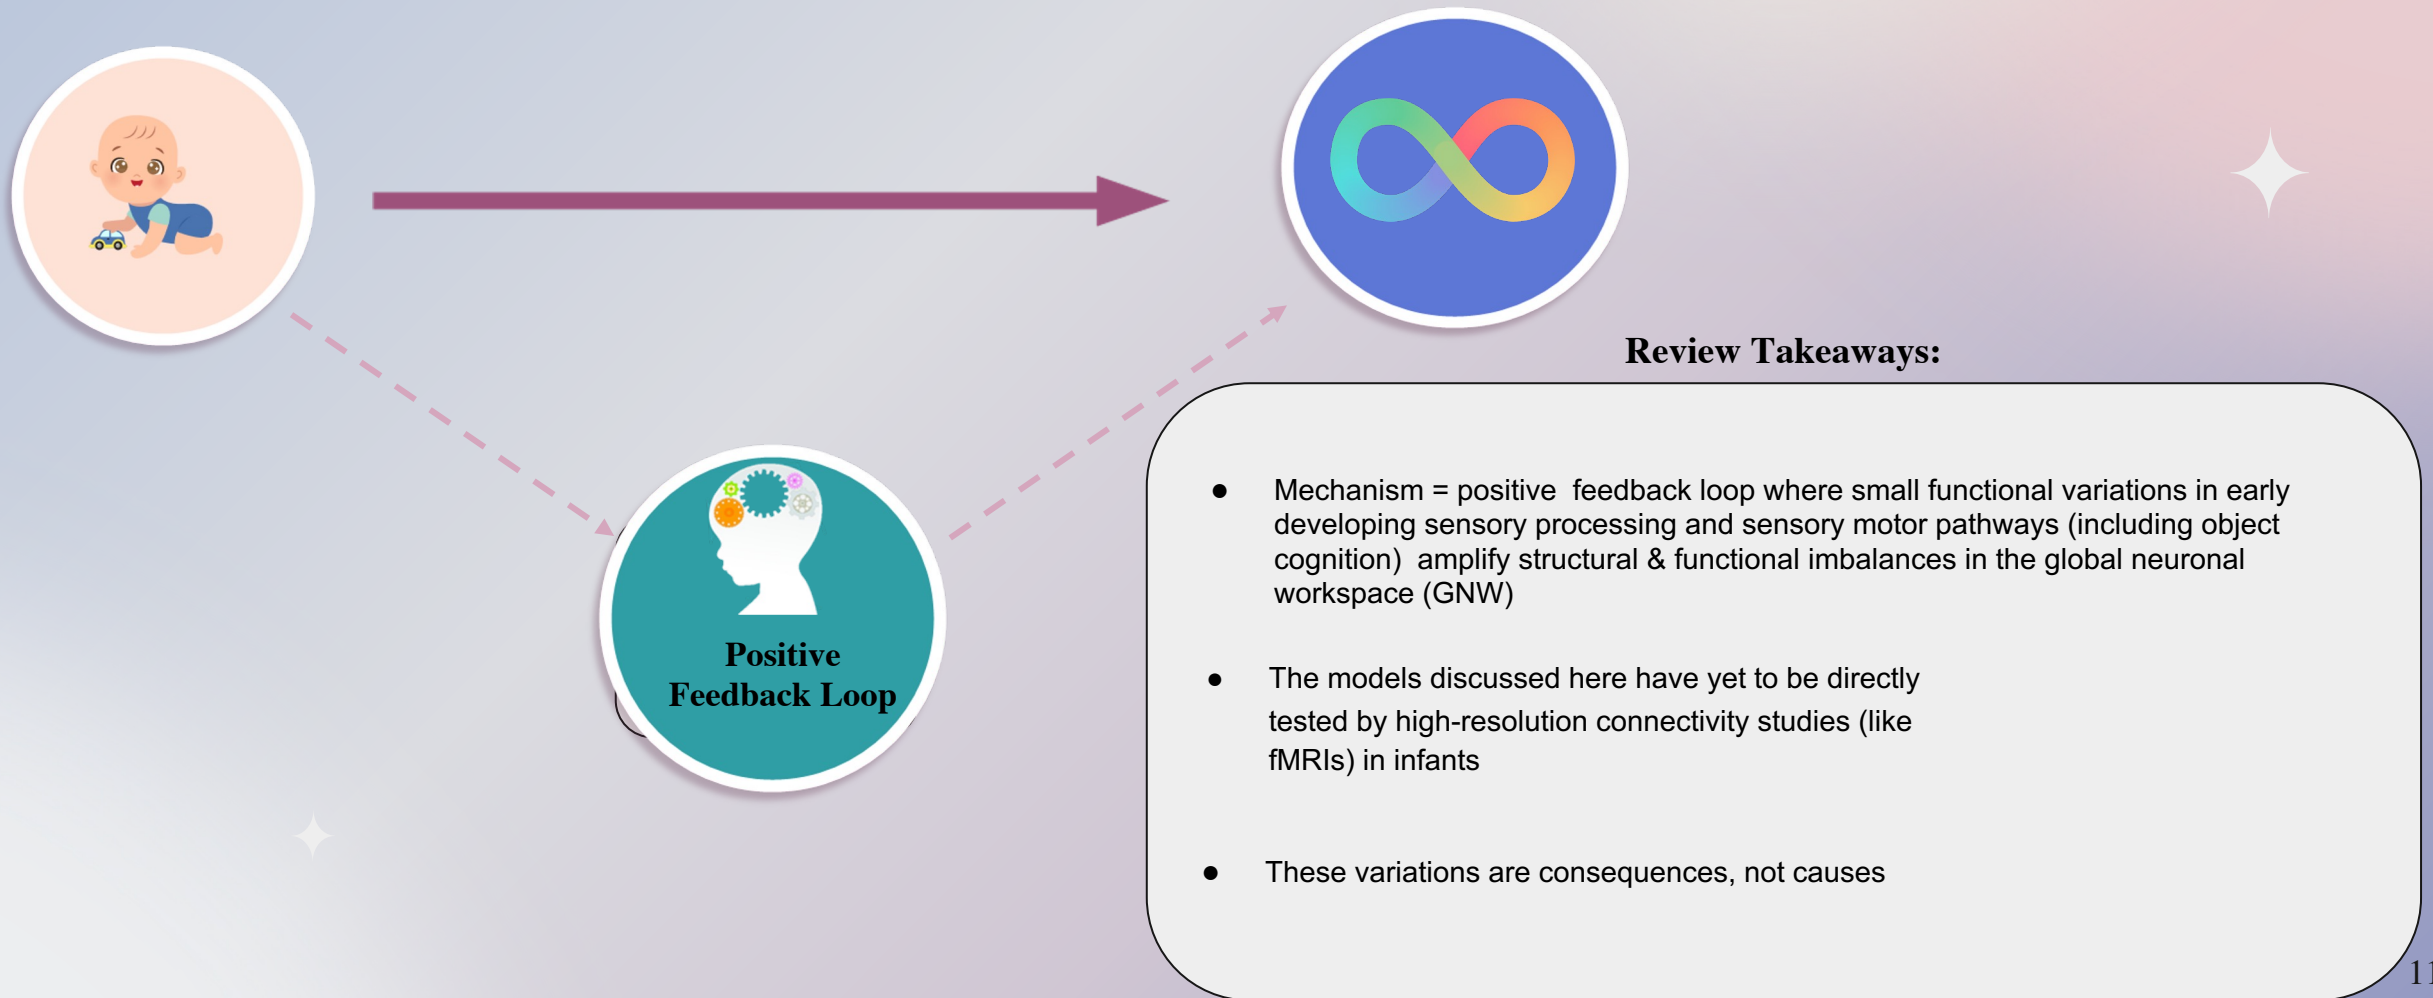 Review Takeaways:
● Mechanism = positive feedback loop where small functional variations in early
developing sensory processing and sensory motor pathways (including object
cognition) amplify structural & functional imbalances in the global neuronal
workspace (GNW)
Positive
Feedback Loop
● The models discussed here have yet to be directly
tested by high-resolution connectivity studies (like
fMRIs) in infants
● These variations are consequences, not causes
11